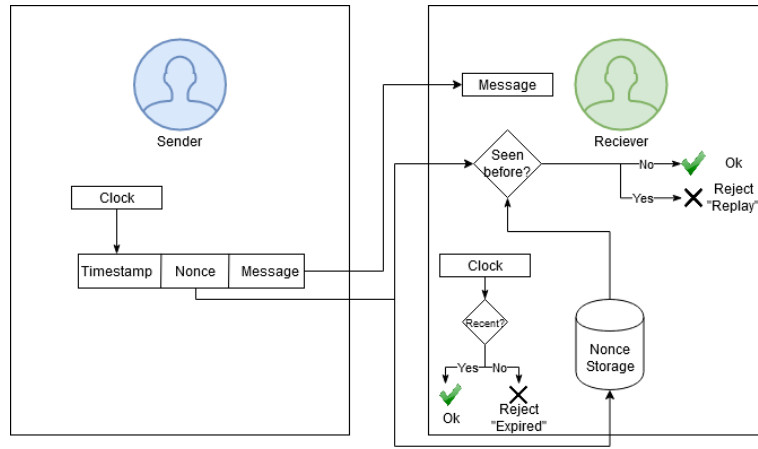 Sender
Clock
Timestamp
Nonce
Message
Message
Reciever
Seen
before?
No
Ok
Yes
Reject
"Replay"
Clock
Recent?
Yes
No
Ok
Reject
"Expired"
Nonce
Storage